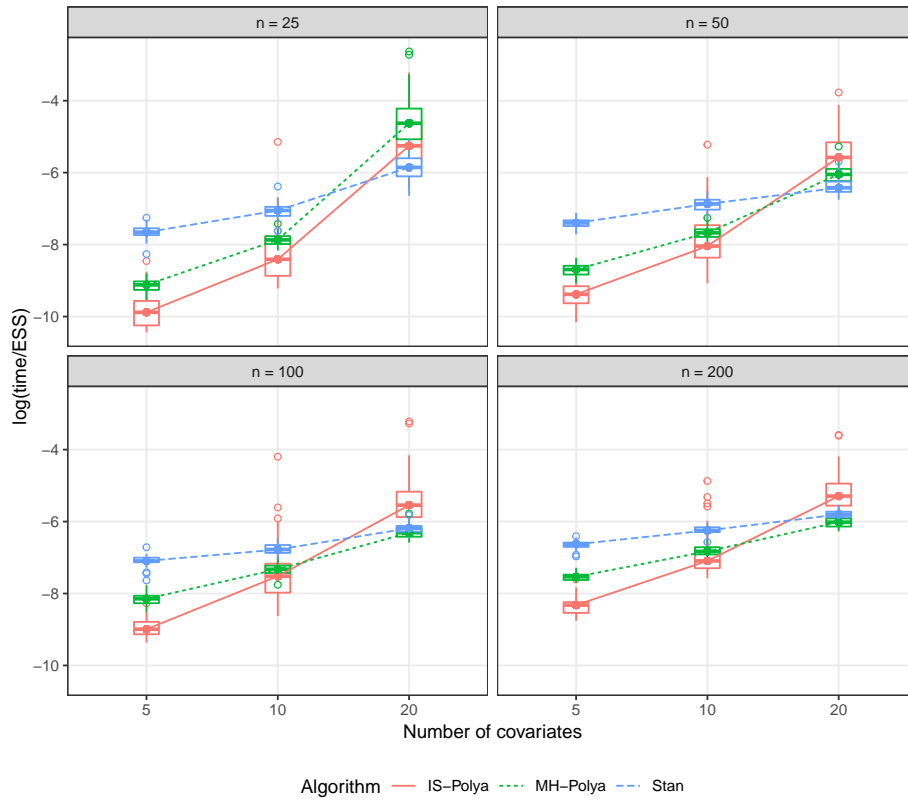 n = 25
n = 50
−4
−6
−8
−10
n = 100
n = 200
−4
−6
−8
−10
log(time/ESS)
5
10
20
5
10
20
Number of covariates
Algorithm
IS−Polya
MH−Polya
Stan